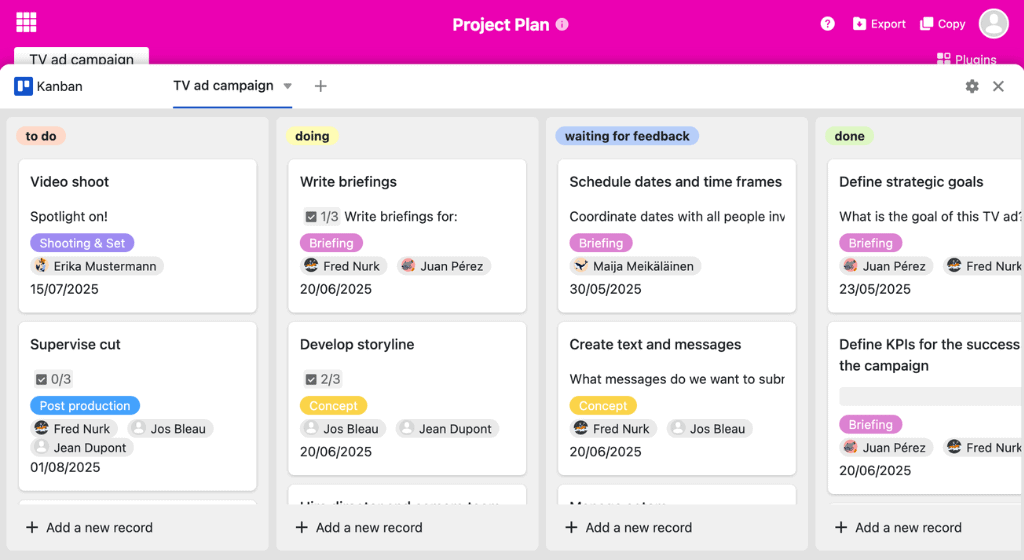 Project Plan
Export
Copy
TV ad campaign
Plugins
Kanban
TV ad campaign
to do
Video shoot
Spotlight on!
Shooting & Set
Erika Mustermann
15/07/2025
Supervise cut
0/3
Post production
Fred Nurk Jos Bleau
Jean Dupont
01/08/2025
Add a new record
doing
Write briefings
1/3 Write briefings for:
Briefing
Fred Nurk Juan Pérez
20/06/2025
Develop storyline
2/3
Concept
Jos Bleau Jean Dupont
20/06/2025
Add a new record
waiting for feedback
Schedule dates and time frames
Coordinate dates with all people inv
Briefing
Maija Meikäläinen
30/05/2025
Create text and messages
What messages do we want to subm
Concept
Fred Nurk Jos Bleau
20/06/2025
Add a new record
done
Define strategic goals
What is the goal of this TV ad?
Briefing
Juan Pérez Fred Nurk
23/05/2025
Define KPIs for the success
the campaign
Briefing
Juan Pérez Fred Nurk
20/06/2025
Add a new record